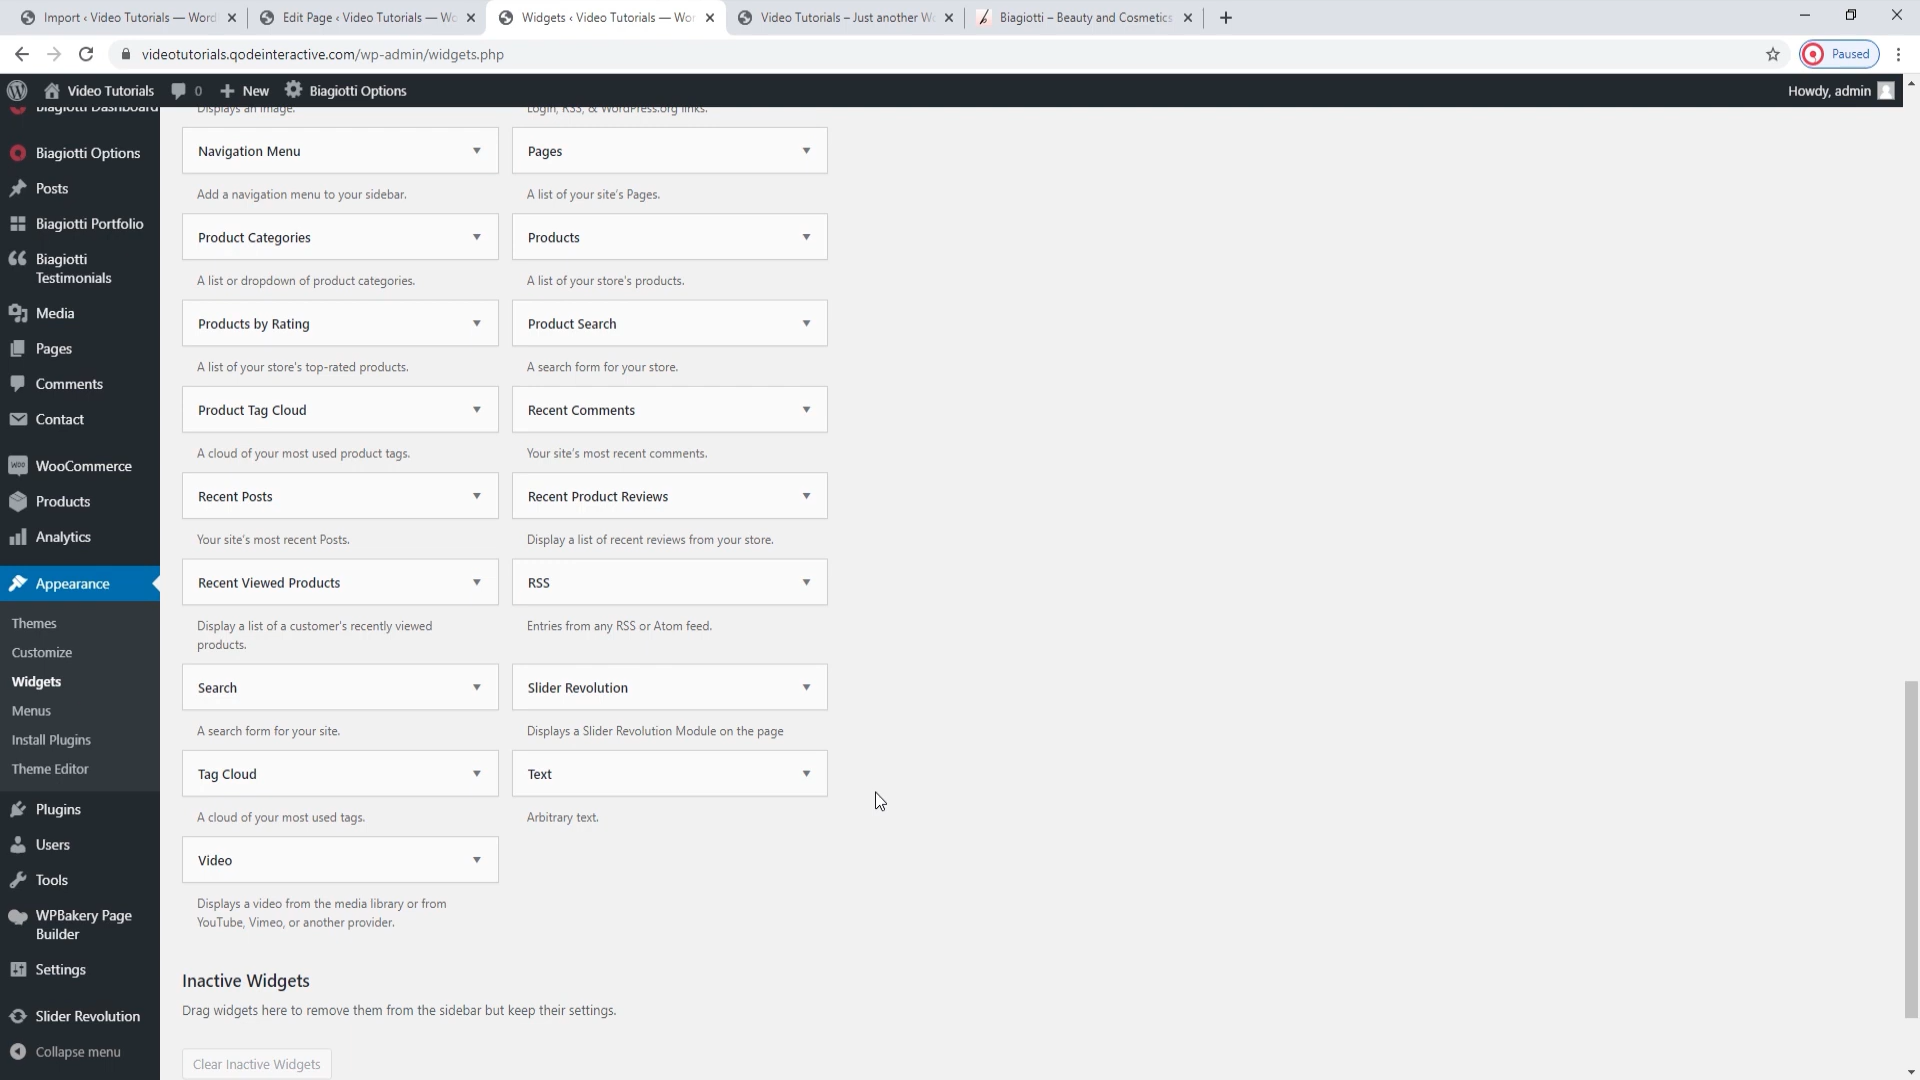 Import ‹ Video Tutorials — Word
Edit Page ‹ Video Tutorials — Wo
Widgets ‹ Video Tutorials — Wor
Video Tutorials – Just another W
Biagiotti – Beauty and Cosmetics
videotutorials.qodeinteractive.com/wp-admin/widgets.php
Paused
Video Tutorials
0
New
Biagiotti Options
Howdy, admin
Biagiotti Dashboard
Biagiotti Options
Posts
Biagiotti Portfolio
Biagiotti
Testimonials
Media
Pages
Comments
Contact
WooCommerce
Products
Analytics
Appearance
Themes
Customize
Widgets
Menus
Install Plugins
Theme Editor
Plugins
Users
Tools
WPBakery Page
Builder
Settings
Slider Revolution
Collapse menu
Displays an image.
Login, RSS, & WordPress.org links.
Navigation Menu
Pages
Add a navigation menu to your sidebar.
A list of your site's Pages.
Product Categories
Products
A list or dropdown of product categories.
A list of your store's products.
Products by Rating
Product Search
A list of your store's top-rated products.
A search form for your store.
Product Tag Cloud
Recent Comments
A cloud of your most used product tags.
Your site's most recent comments.
Recent Posts
Recent Product Reviews
Your site's most recent Posts.
Display a list of recent reviews from your store.
Recent Viewed Products
RSS
Display a list of a customer's recently viewed
products.
Entries from any RSS or Atom feed.
Search
Slider Revolution
A search form for your site.
Displays a Slider Revolution Module on the page
Tag Cloud
Text
A cloud of your most used tags.
Arbitrary text.
Video
Displays a video from the media library or from
YouTube, Vimeo, or another provider.
Inactive Widgets
Drag widgets here to remove them from the sidebar but keep their settings.
Clear Inactive Widgets